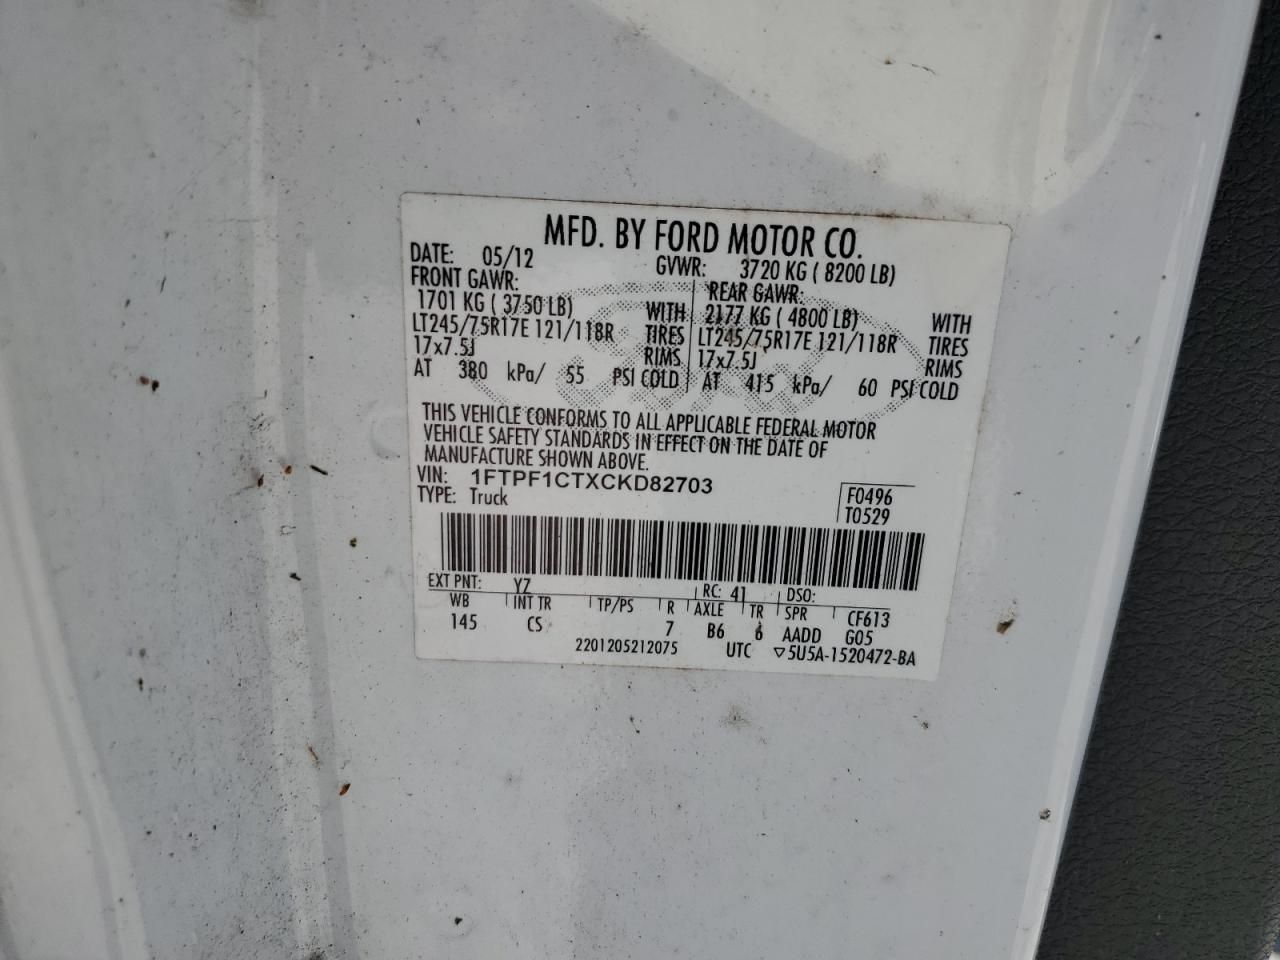 MFD. BY FORD MOTOR CO.
DATE: 05/12 GVWR: 3720 KG ( 8200 LB)
FRONT GAWR: REAR GAWR:
1701 KG ( 3750 LB) WITH 2177 KG ( 4800 LB) WITH
LT245/75R17E 121/118R TIRES LT245/75R17E 121/118R TIRES
17x7.5J RIMS 17x7.5J RIMS
AT 380 kPa/ 55 PSI COLD AT 415 kPa/ 60 PSI COLD
THIS VEHICLE CONFORMS TO ALL APPLICABLE FEDERAL MOTOR
VEHICLE SAFETY STANDARDS IN EFFECT ON THE DATE OF
MANUFACTURE SHOWN ABOVE.
VIN: 1FTPF1CTXCKD82703
TYPE: Truck
F0496
T0529
EXT PNT: YZ RC: 41 DSO:
WB INT TR TP/PS R AXLE TR SPR CF613
145 CS 7 B6 6 AADD G05
2201205212075 UTC ▽5U5A-1520472-BA